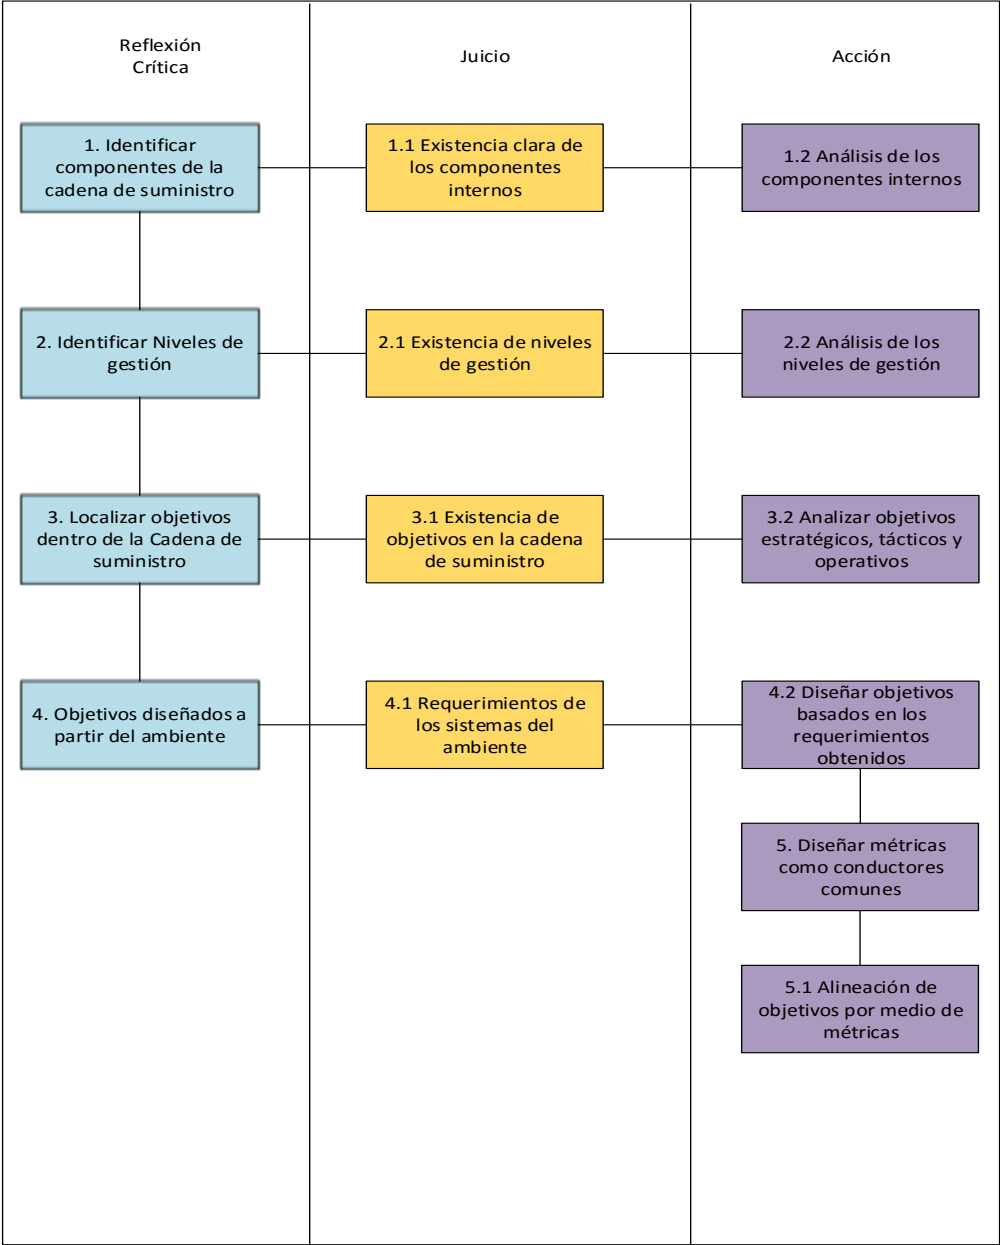 Reflexión
Crítica
Juicio
Acción
1. Identificar
componentes de la
cadena de suministro
1.1 Existencia clara de
los componentes
internos
1.2 Análisis de los
componentes internos
2. Identificar Niveles de
gestión
2.1 Existencia de niveles
de gestión
2.2 Análisis de los
niveles de gestión
3. Localizar objetivos
dentro de la Cadena de
suministro
3.1 Existencia de
objetivos en la cadena
de suministro
3.2 Analizar objetivos
estratégicos, tácticos y
operativos
4. Objetivos diseñados a
partir del ambiente
4.1 Requerimientos de
los sistemas del
ambiente
4.2 Diseñar objetivos
basados en los
requerimientos
obtenidos
5. Diseñar métricas
como conductores
comunes
5.1 Alineación de
objetivos por medio de
métricas